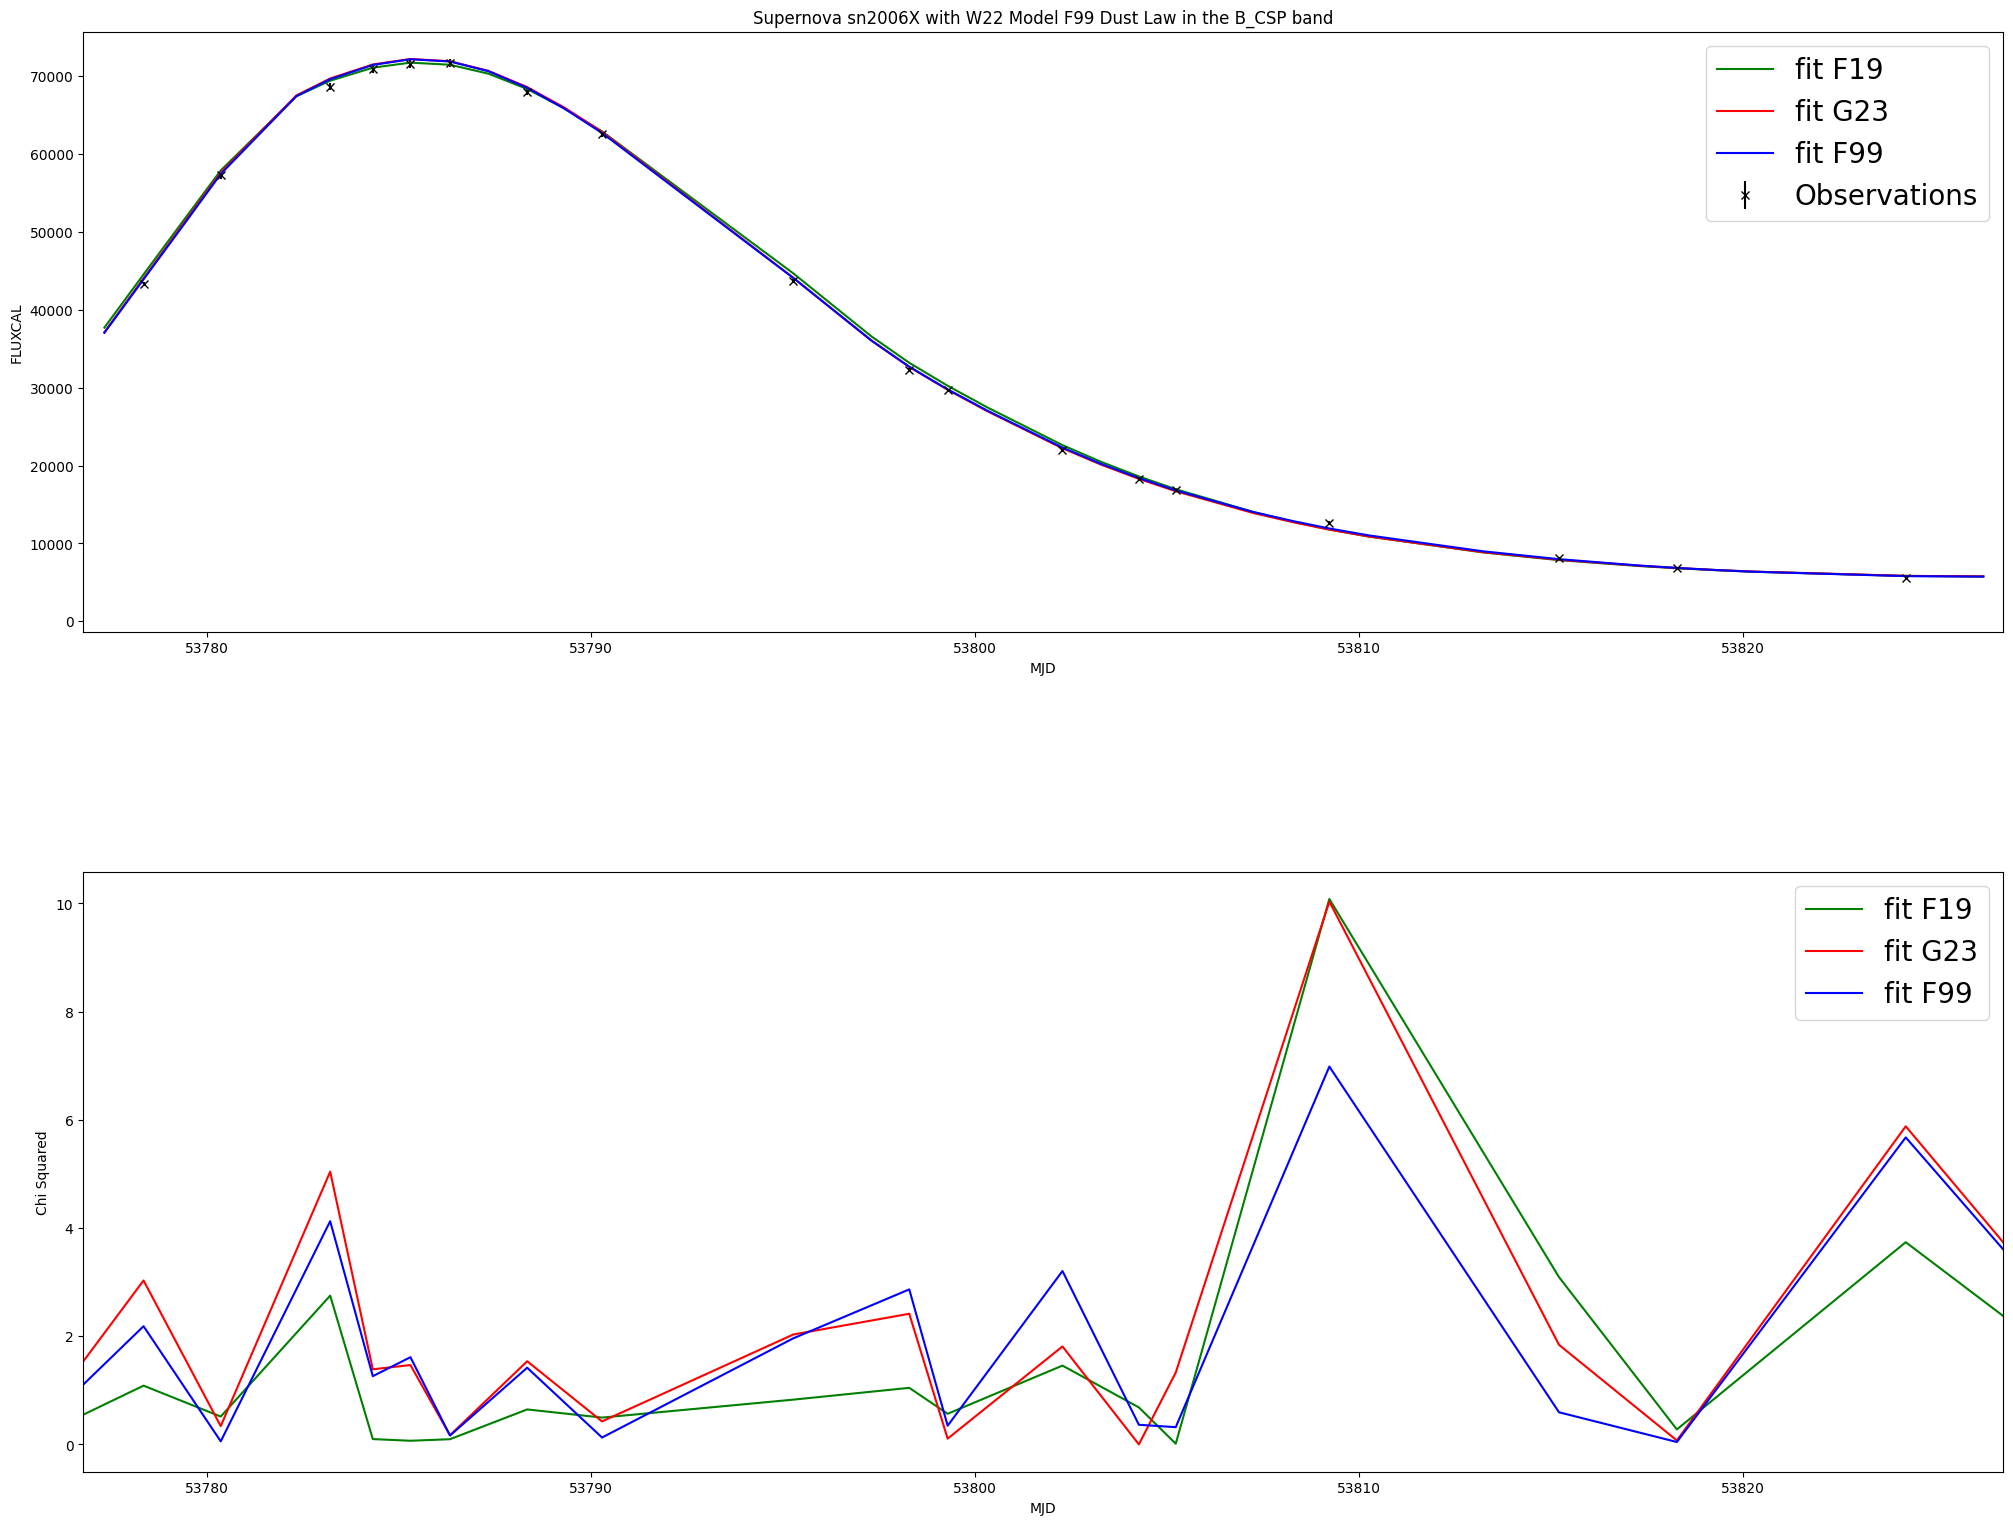 Supernova sn2006X with W22 Model F99 Dust Law in the B_CSP band
70000
60000
50000
40000
30000
20000
10000
0
FLUXCAL
fit F19
fit G23
fit F99
Observations
53780
53790
53800
53810
53820
MJD
10
8
6
4
2
0
Chi Squared
fit F19
fit G23
fit F99
53780
53790
53800
53810
53820
MJD